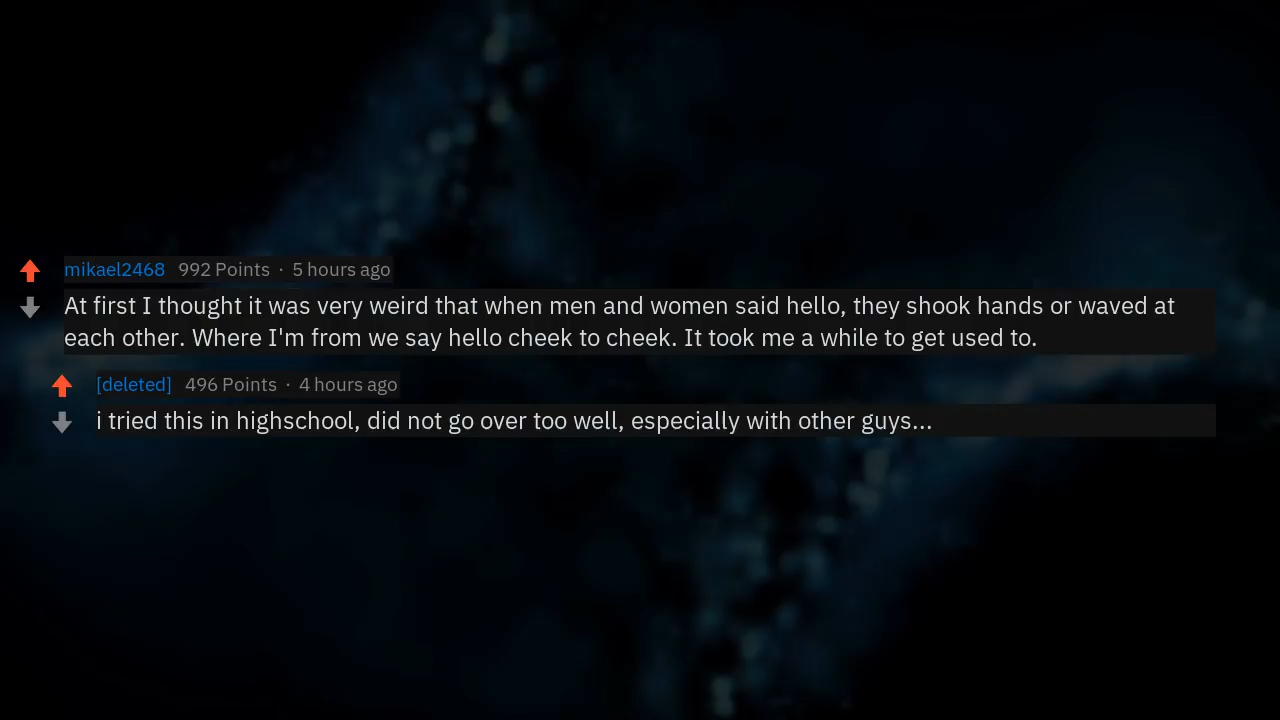 mikael2468 992 Points · 5 hours ago
At first I thought it was very weird that when men and women said hello, they shook hands or waved at
each other. Where I'm from we say hello cheek to cheek. It took me a while to get used to.
[deleted] 496 Points · 4 hours ago
i tried this in highschool, did not go over too well, especially with other guys...